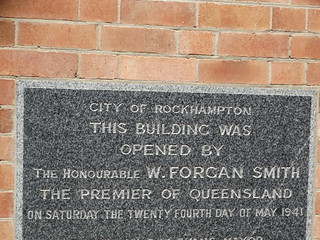 CITY OF ROCKHAMPTON
THIS BUILDING WAS
OPENED BY
THE HONOURABLE W. FORGAN SMITH
THE PREMIER OF QUEENSLAND
ON SATURDAY THE TWENTY FOURTH DAY OF MAY 1941